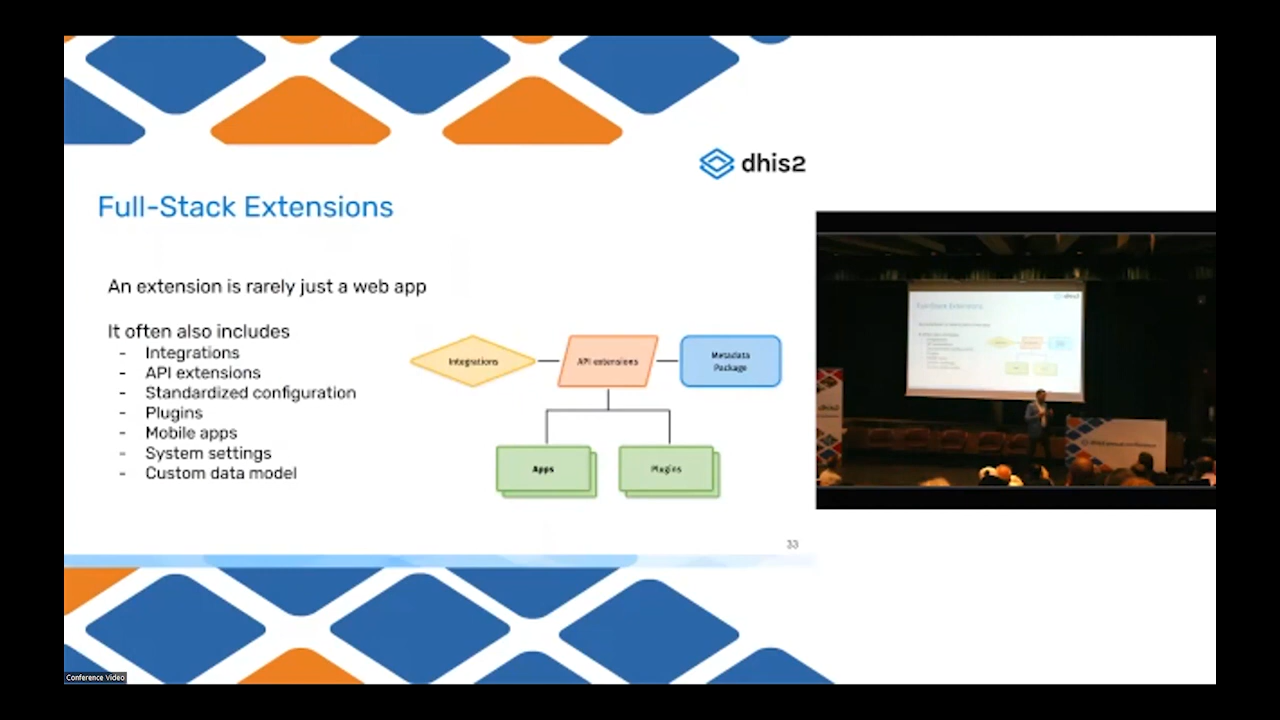 dhis2
Full-Stack Extensions
An extension is rarely just a web app
It often also includes
- Integrations
- API extensions
- Standardized configuration
- Plugins
- Mobile apps
- System settings
- Custom data model
Integrations
API extensions
Metadata
Package
Apps
Plugins
33
Conference Video